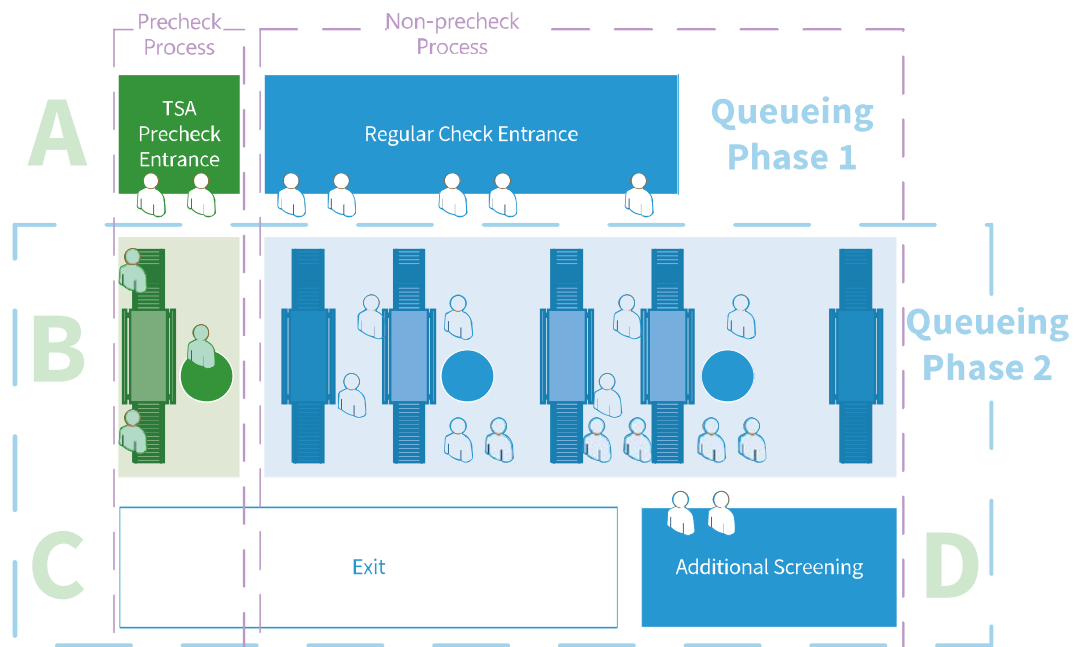 Precheck
Process
Non-precheck
Process
A
TSA
Precheck
Entrance
Regular Check Entrance
Queueing
Phase 1
B
Queueing
Phase 2
C
Exit
Additional Screening
D